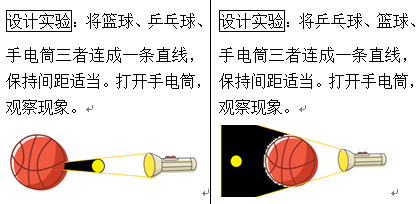 设计实验：将篮球、乒乓球、
手电筒三者连成一条直线，
保持间距适当。打开手电筒，
观察现象。↵
设计实验：将乒乓球、篮球、
手电筒三者连成一条直线，
保持间距适当。打开手电筒，
观察现象。↵